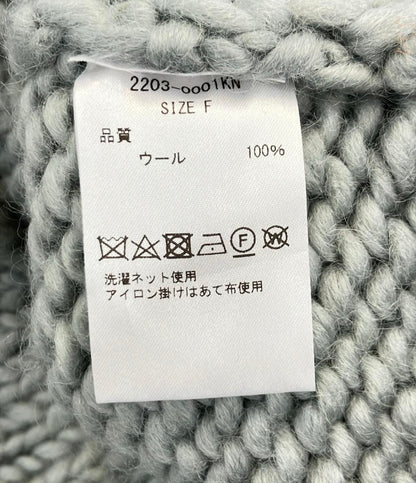 2203-0001KN
SIZE F
品質
ウール 100%
洗濯ネット使用
アイロン掛けはあて布使用